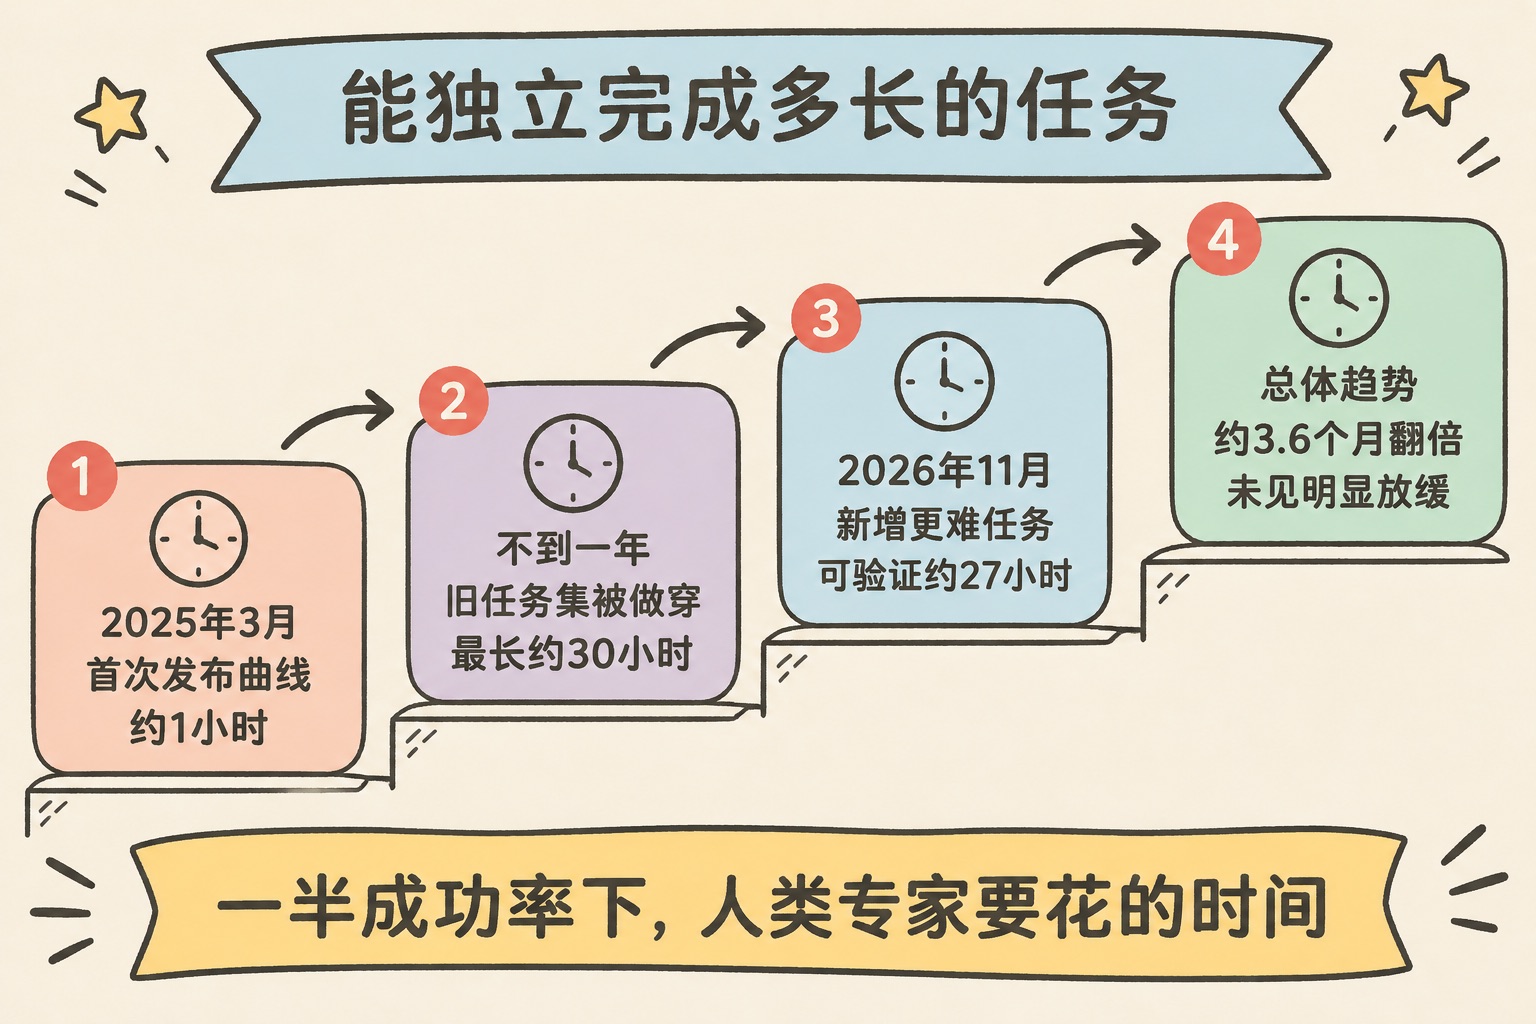 能独立完成多长的任务
1
2025年3月
首次发布曲线
约1小时
2
不到一年
旧任务集被做穿
最长约30小时
3
2026年11月
新增更难任务
可验证约27小时
4
总体趋势
约3.6个月翻倍
未见明显放缓
一半成功率下，人类专家要花的时间